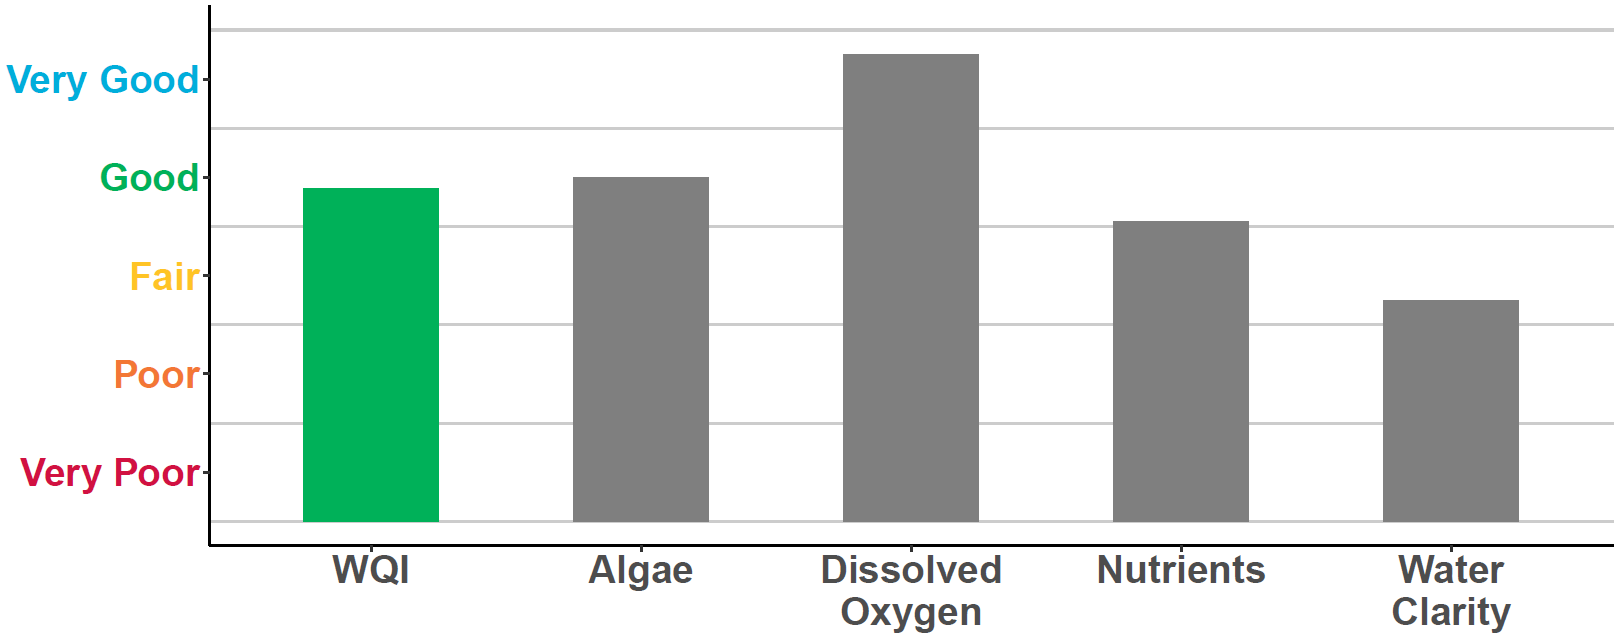 Very Good
Good
Fair
Poor
Very Poor
WQI
Algae
Dissolved
Oxygen
Nutrients
Water
Clarity